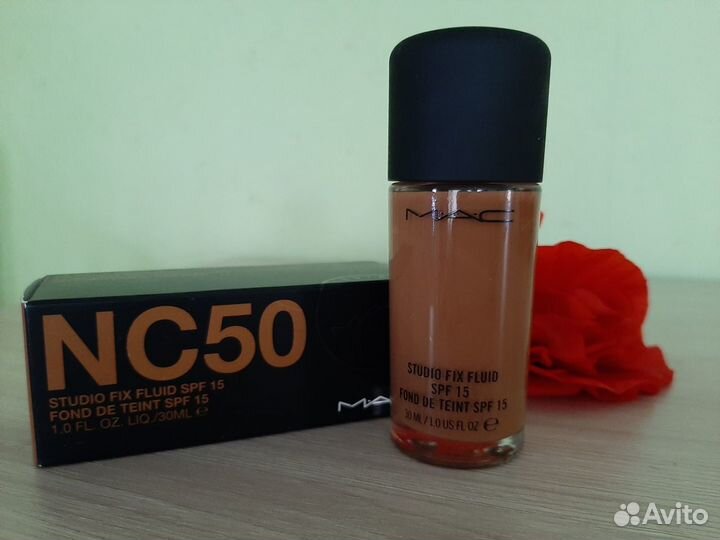 NC50
STUDIO FIX FLUID SPF 15
FOND DE TEINT SPF 15
1.0 FL. OZ. LIQ./30ML ℮
MAC
M·A·C
STUDIO FIX FLUID
SPF 15
FOND DE TEINT SPF 15
30 ML / 1.0 US FL OZ ℮
Avito